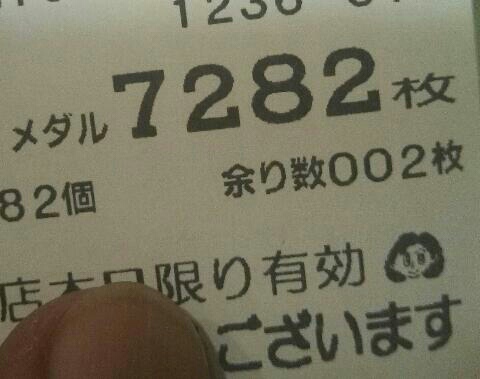 1236
メダル7282枚
82個 余り数002枚
店本日限り有効
ございます